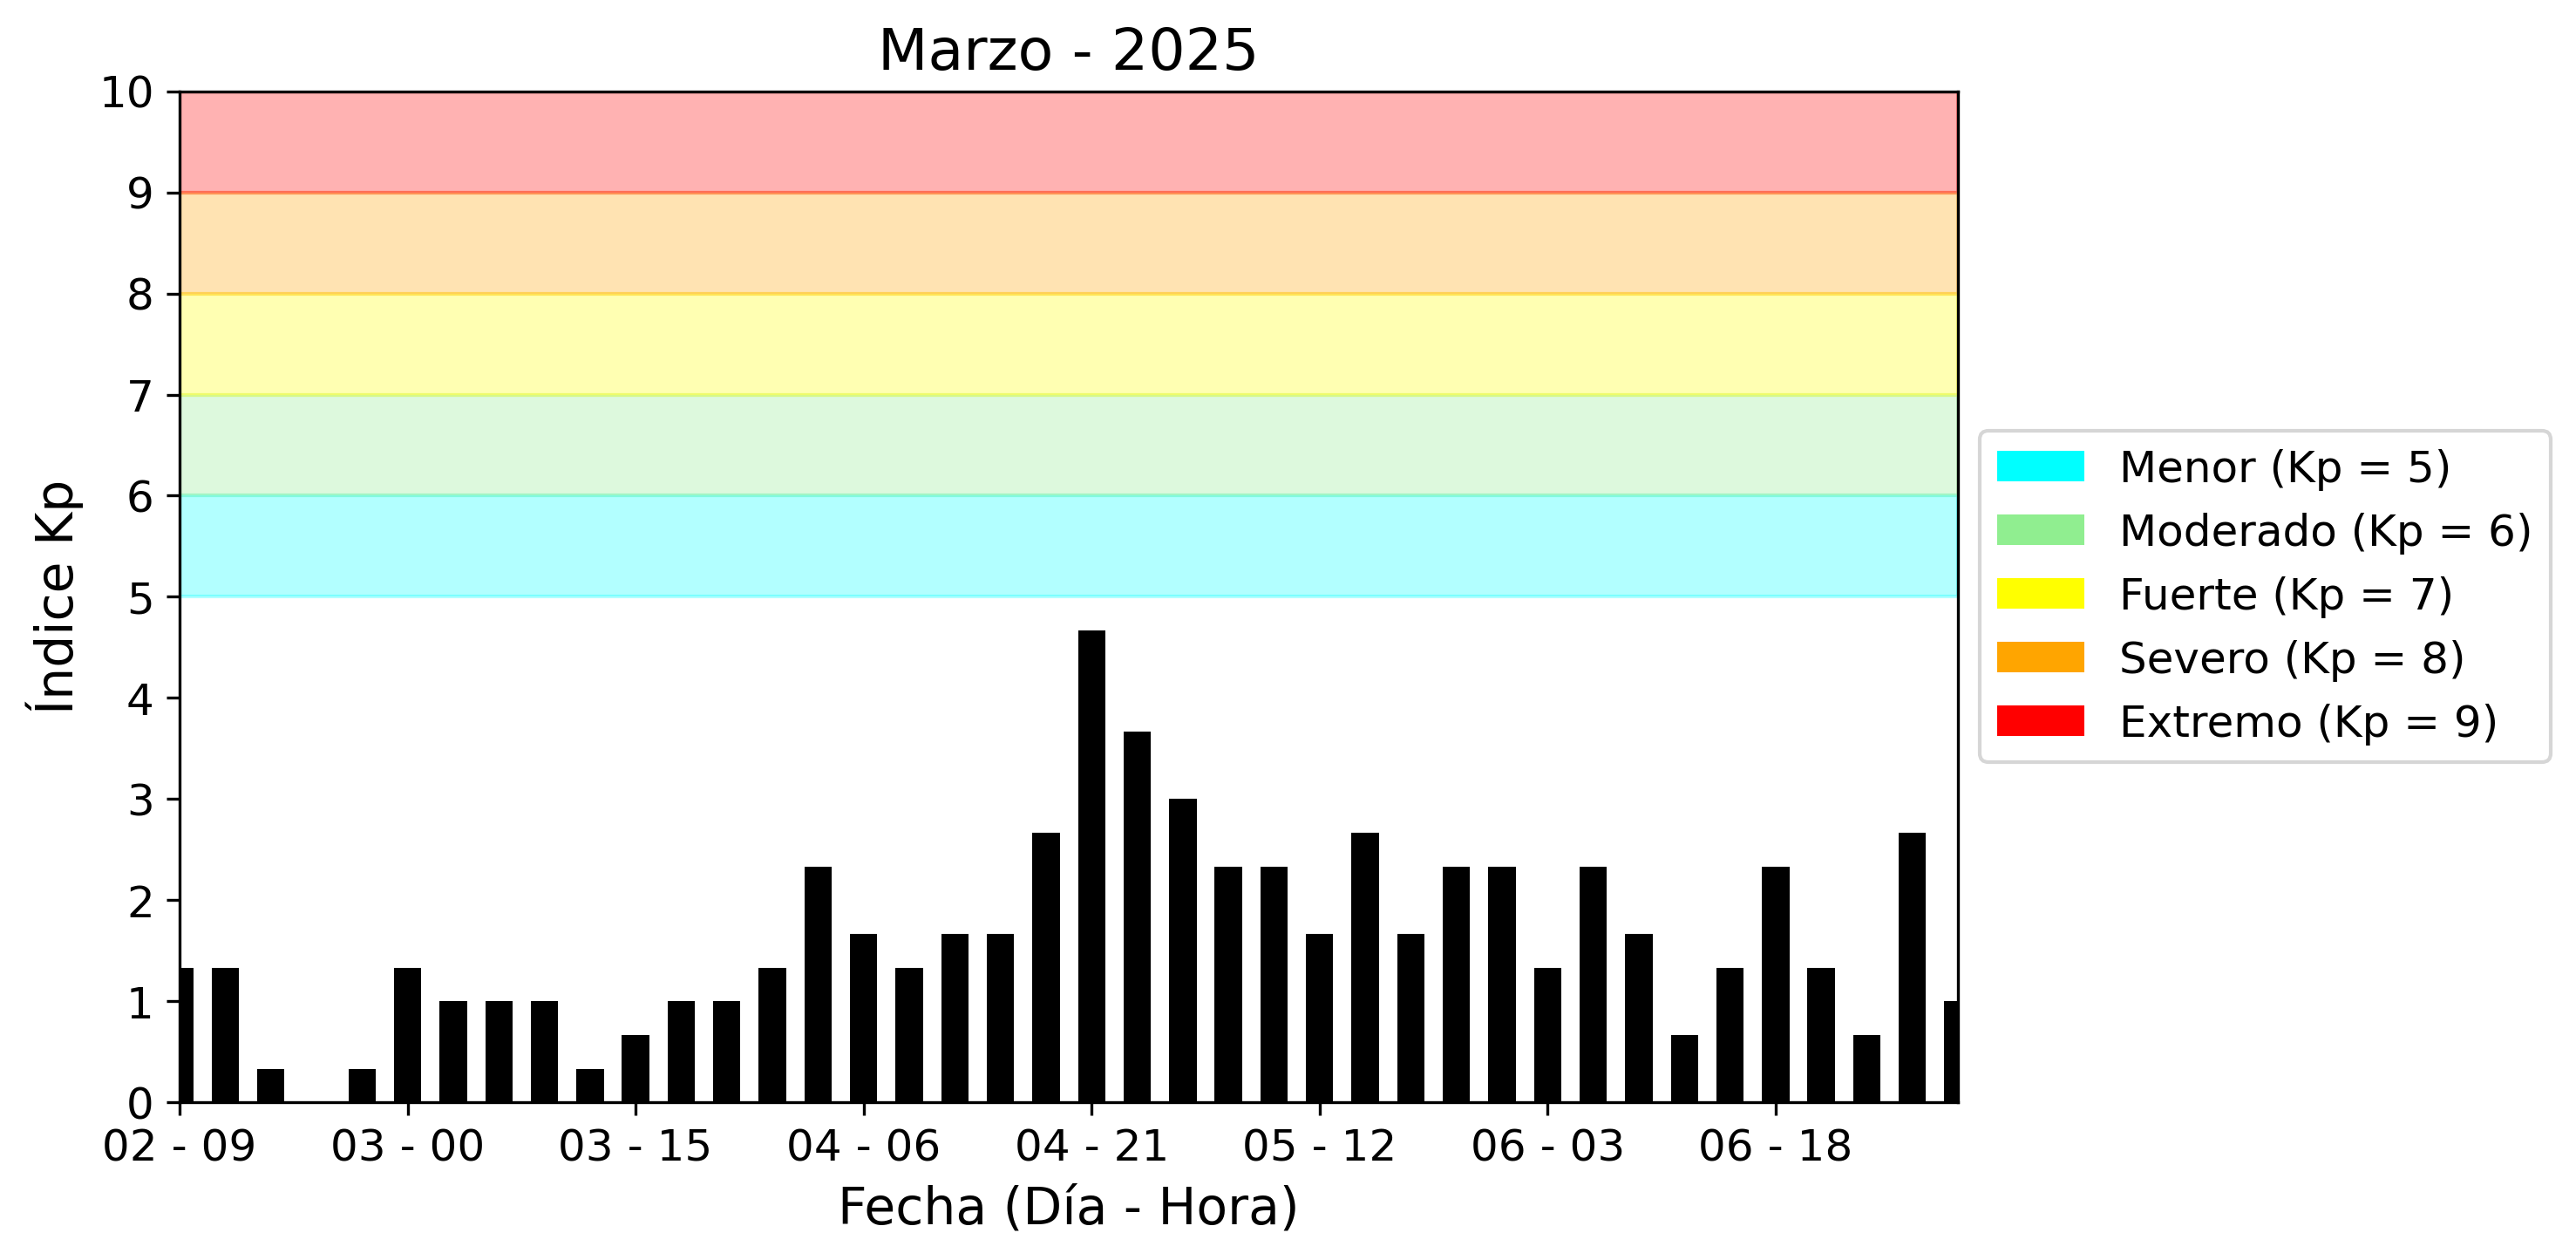 Marzo - 2025
10
9
8
7
6
5
4
3
2
1
0
Índice Kp
02 - 09
03 - 00
03 - 15
04 - 06
04 - 21
05 - 12
06 - 03
06 - 18
Fecha (Día - Hora)
Menor (Kp = 5)
Moderado (Kp = 6)
Fuerte (Kp = 7)
Severo (Kp = 8)
Extremo (Kp = 9)